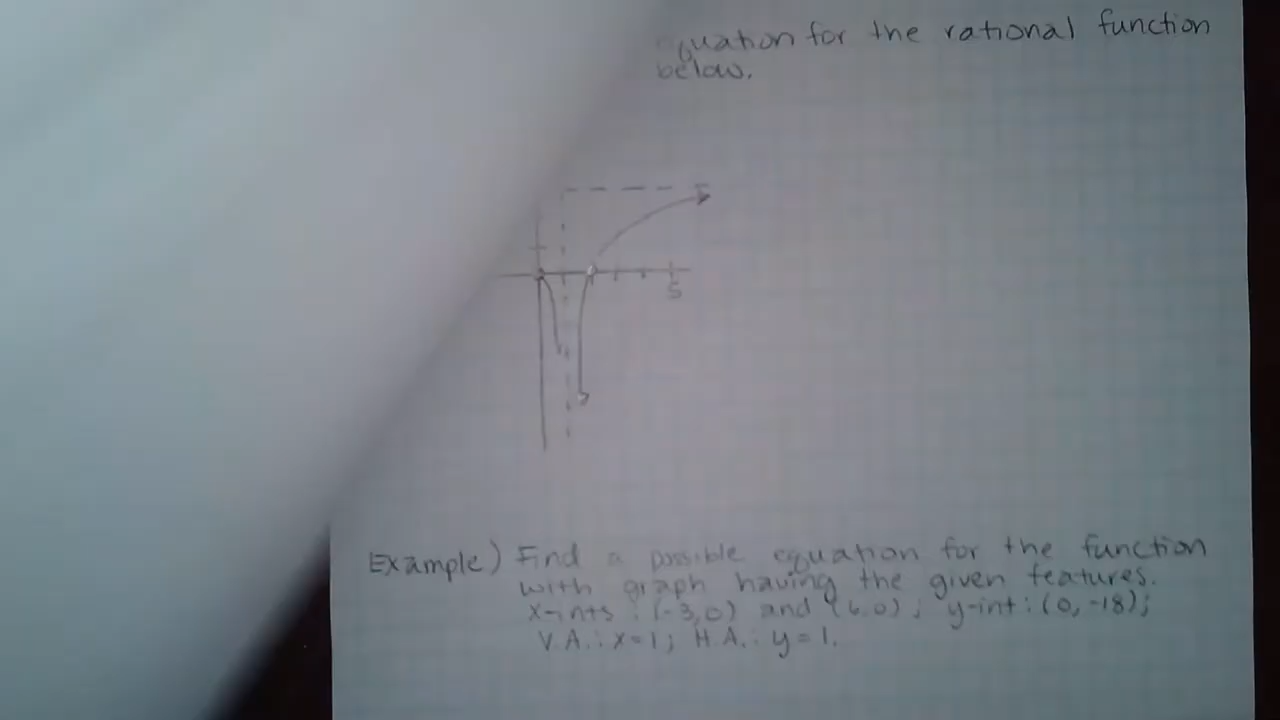 quation for the rational function
below.
5
Example) Find a possible equation for the function
with graph having the given features.
x-ints : (-3,0) and (6,0); y-int : (0, -18);
V.A.: x=1; H.A.: y=1.